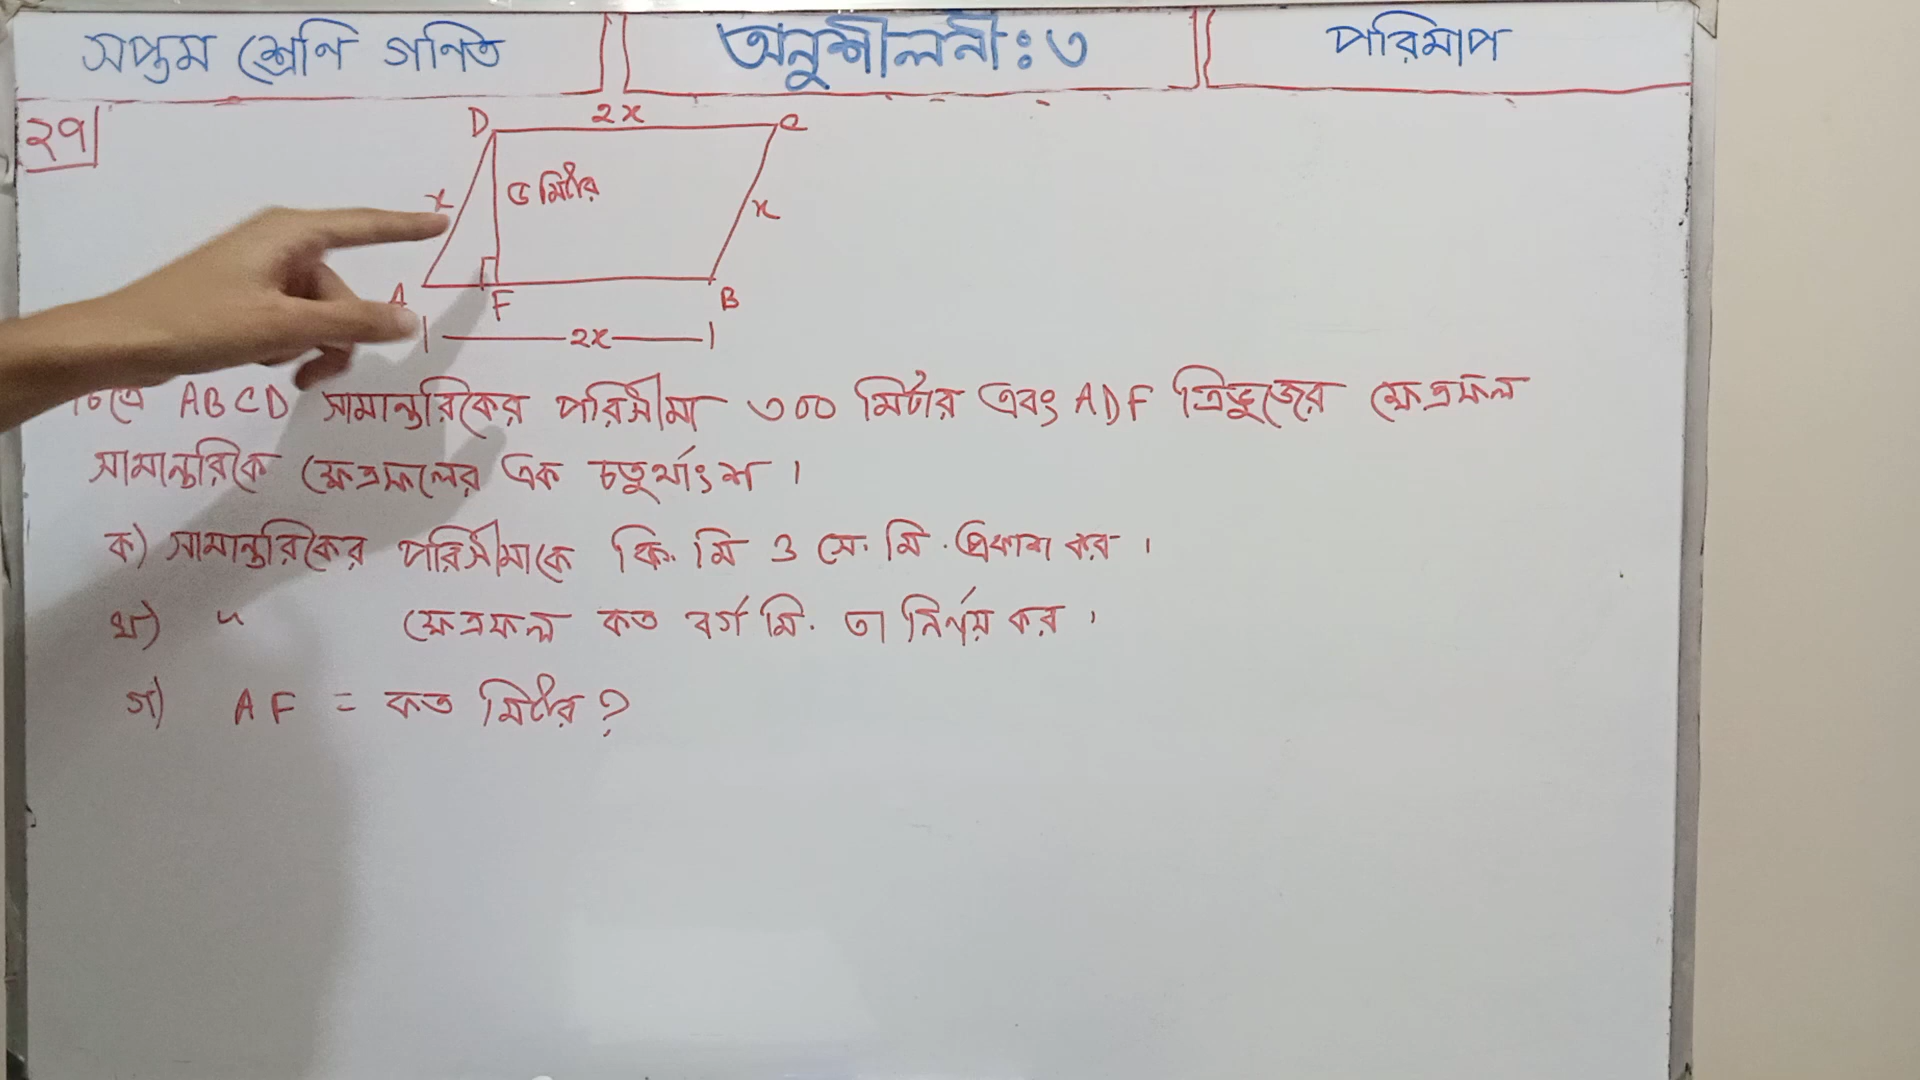 সপ্তম শ্রেণি গণিত
অনুশীলনী: ৩
পরিমাপ
২৭|
D 2x C
x ৫ মিটার x
A F B
2x
চিত্রে ABCD সামান্তরিকের পরিসীমা ৩০০ মিটার এবং ADF ত্রিভুজের ক্ষেত্রফল
সামান্তরিকে ক্ষেত্রফলের এক চতুর্থাংশ।
ক) সামান্তরিকের পরিসীমাকে কি. মি ও সে. মি. প্রকাশ কর।
খ) " ক্ষেত্রফল কত বর্গ মি. তা নির্ণয় কর।
গ) AF = কত মিটার?